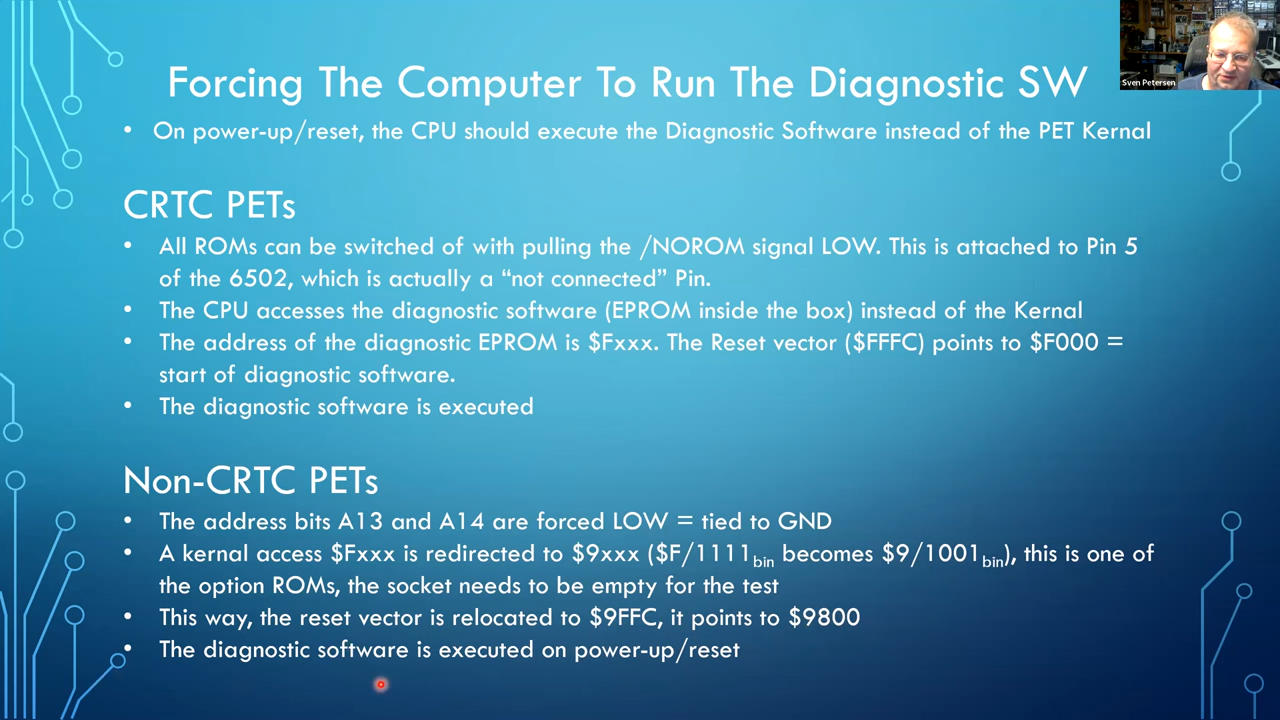 Forcing The Computer To Run The Diagnostic SW
Sven Petersen
• On power-up/reset, the CPU should execute the Diagnostic Software instead of the PET Kernal
CRTC PETs
• All ROMs can be switched of with pulling the /NOROM signal LOW. This is attached to Pin 5
of the 6502, which is actually a “not connected” Pin.
• The CPU accesses the diagnostic software (EPROM inside the box) instead of the Kernal
• The address of the diagnostic EPROM is $Fxxx. The Reset vector ($FFFC) points to $F000 =
start of diagnostic software.
• The diagnostic software is executed
Non-CRTC PETs
• The address bits A13 and A14 are forced LOW = tied to GND
• A kernal access $Fxxx is redirected to $9xxx ($F/1111bin becomes $9/1001bin), this is one of
the option ROMs, the socket needs to be empty for the test
• This way, the reset vector is relocated to $9FFC, it points to $9800
• The diagnostic software is executed on power-up/reset